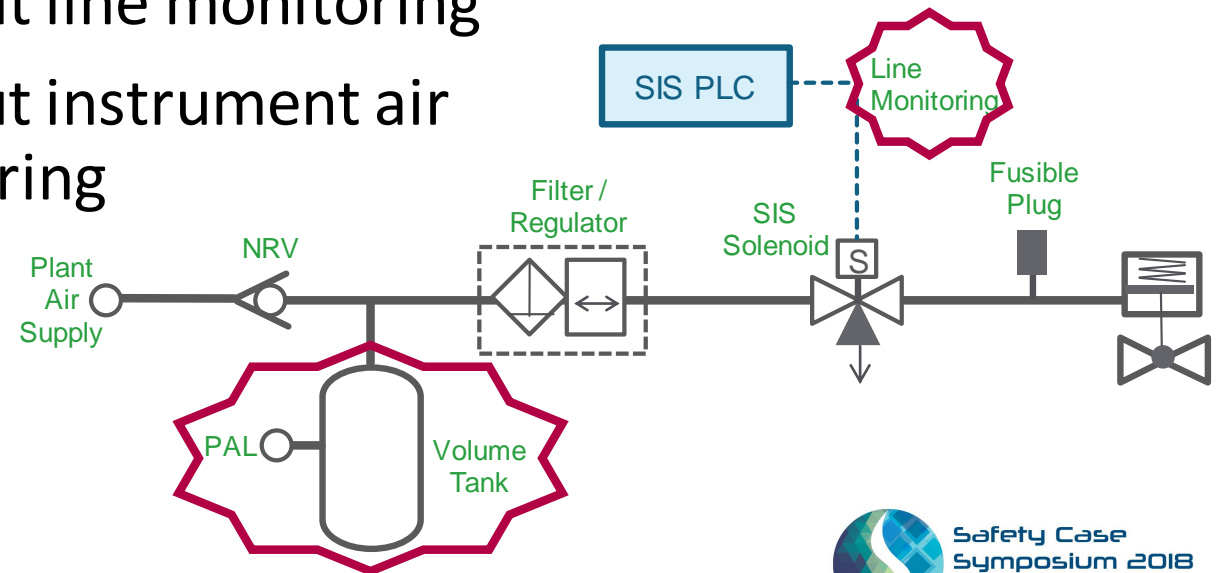 line monitoring
ut instrument air
ring
SIS PLC
Line
Monitoring
Fusible
Plug
Filter /
Regulator
SIS
Solenoid
S
NRV
Plant
Air
Supply
PAL
Volume
Tank
Safety Case
Symposium 2018